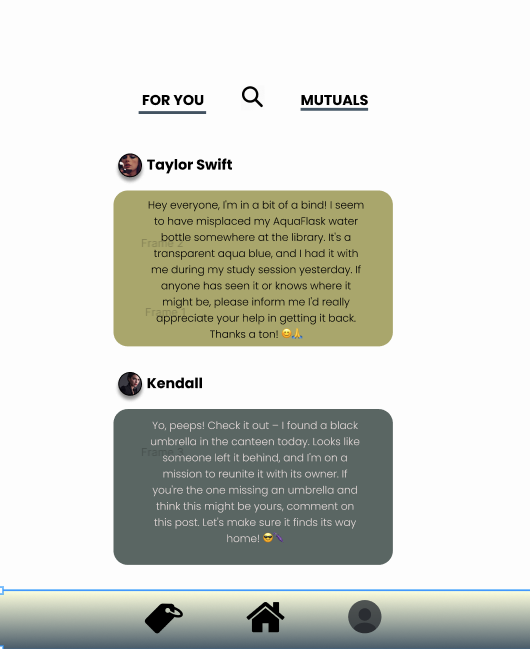 FOR YOU
MUTUALS
Taylor Swift
Hey everyone, I'm in a bit of a bind! I seem
to have misplaced my AquaFlask water
bottle somewhere at the library. It's a
Frame 2
transparent aqua blue, and I had it with
me during my study session yesterday. If
anyone has seen it or knows where it
might be, please inform me I'd really
Frame 1
appreciate your help in getting it back.
Thanks a ton! 😊🙏
Kendall
Yo, peeps! Check it out – I found a black
umbrella in the canteen today. Looks like
Frame 3
someone left it behind, and I'm on a
mission to reunite it with its owner. If
you're the one missing an umbrella and
think this might be yours, comment on
this post. Let's make sure it finds its way
home! 😎🌂